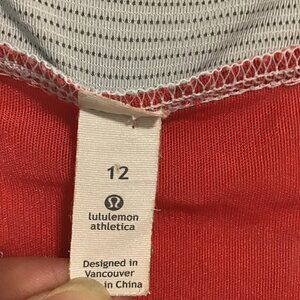 12
lululemon
athletica
Designed in
Vancouver
in China